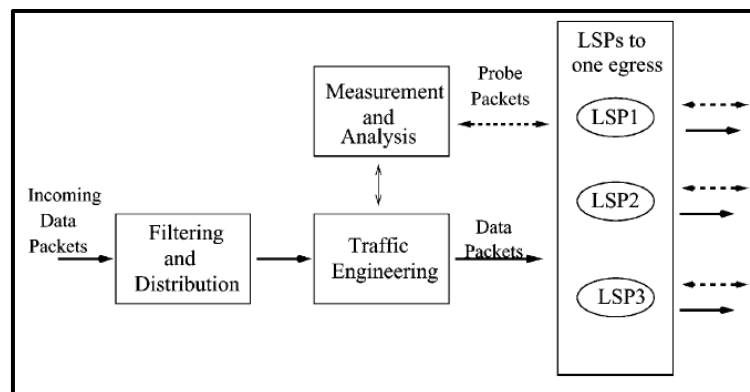 LSPs to
one egress
Probe
Packets
Measurement
and
Analysis
LSP1
Incoming
Data
Packets
Filtering
and
Distribution
Traffic
Engineering
Data
Packets
LSP2
LSP3